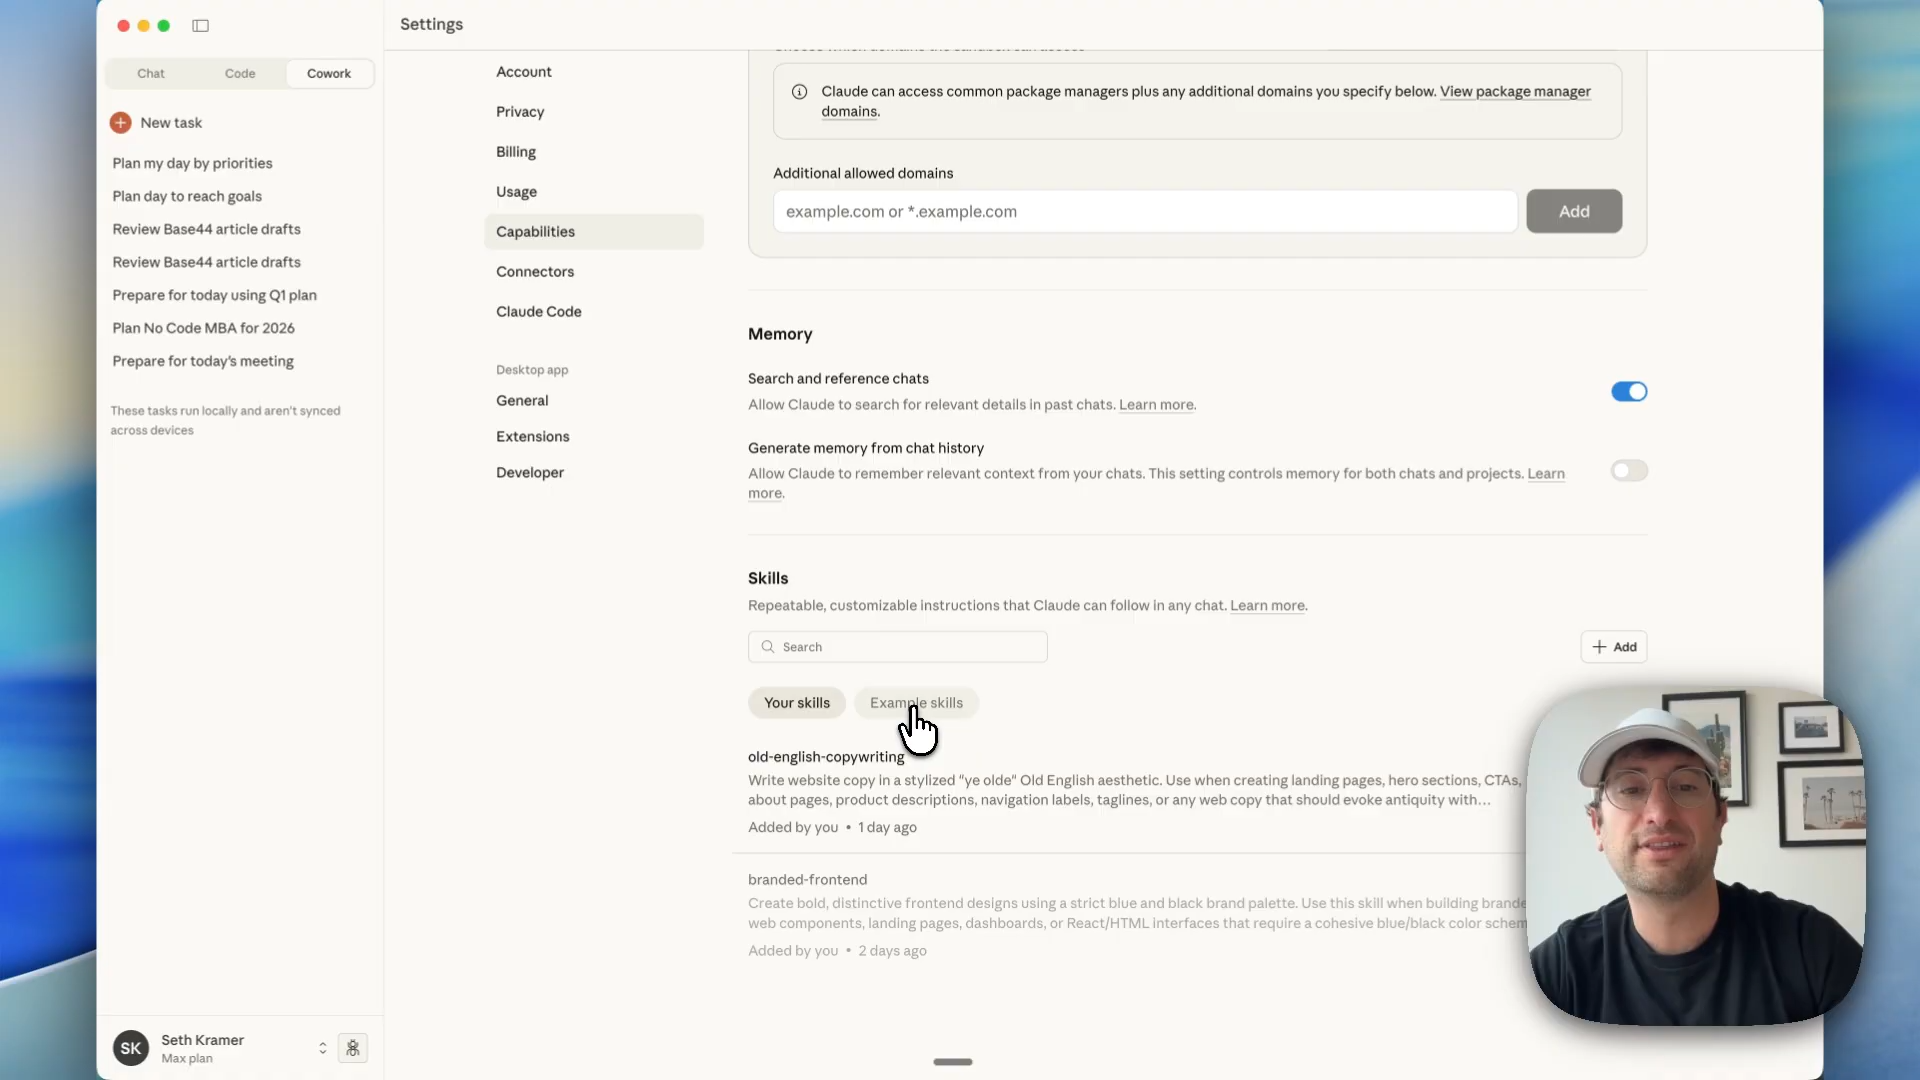 Settings
Chat
Code
Cowork
New task
Plan my day by priorities
Plan day to reach goals
Review Base44 article drafts
Review Base44 article drafts
Prepare for today using Q1 plan
Plan No Code MBA for 2026
Prepare for today's meeting
These tasks run locally and aren't synced
across devices
SK
Seth Kramer
Max plan
Account
Privacy
Billing
Usage
Capabilities
Connectors
Claude Code
Desktop app
General
Extensions
Developer
Claude can access common package managers plus any additional domains you specify below. View package manager
domains.
Additional allowed domains
example.com or *.example.com
Add
Memory
Search and reference chats
Allow Claude to search for relevant details in past chats. Learn more.
Generate memory from chat history
Allow Claude to remember relevant context from your chats. This setting controls memory for both chats and projects. Learn
more.
Skills
Repeatable, customizable instructions that Claude can follow in any chat. Learn more.
Search
Add
Your skills
Example skills
old-english-copywriting
Write website copy in a stylized "ye olde" Old English aesthetic. Use when creating landing pages, hero sections, CTAs,
about pages, product descriptions, navigation labels, taglines, or any web copy that should evoke antiquity with...
Added by you • 1 day ago
branded-frontend
Create bold, distinctive frontend designs using a strict blue and black brand palette. Use this skill when building brande
web components, landing pages, dashboards, or React/HTML interfaces that require a cohesive blue/black color schem
Added by you • 2 days ago